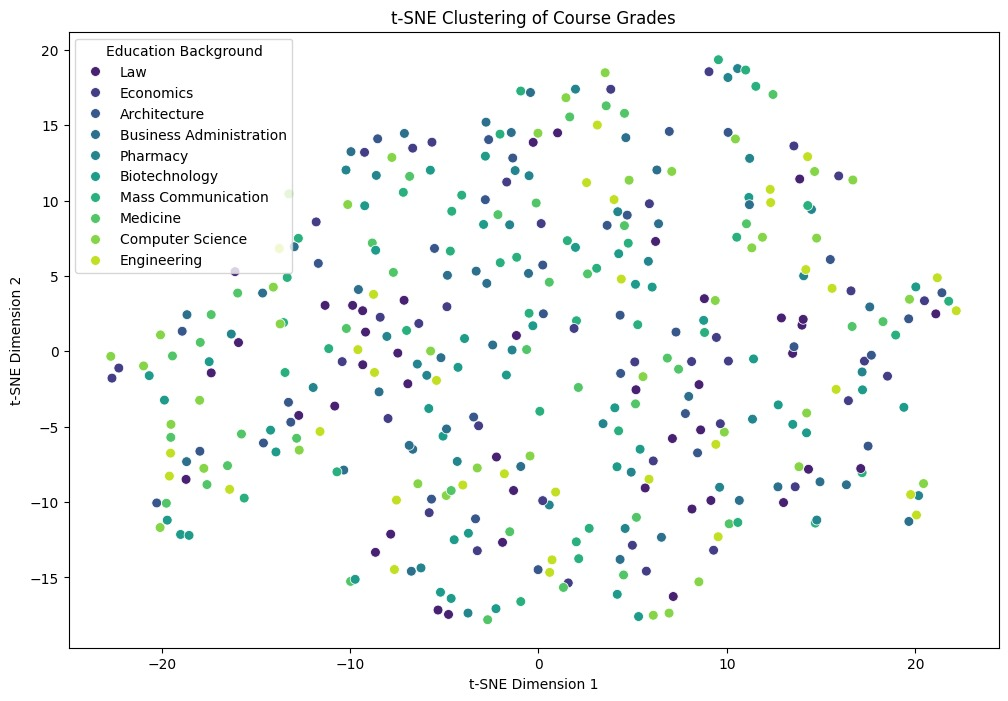 t-SNE Clustering of Course Grades
Education Background
Law
Economics
Architecture
Business Administration
Pharmacy
Biotechnology
Mass Communication
Medicine
Computer Science
Engineering
20
15
10
5
0
−5
−10
−15
t-SNE Dimension 2
−20
−10
0
10
20
t-SNE Dimension 1